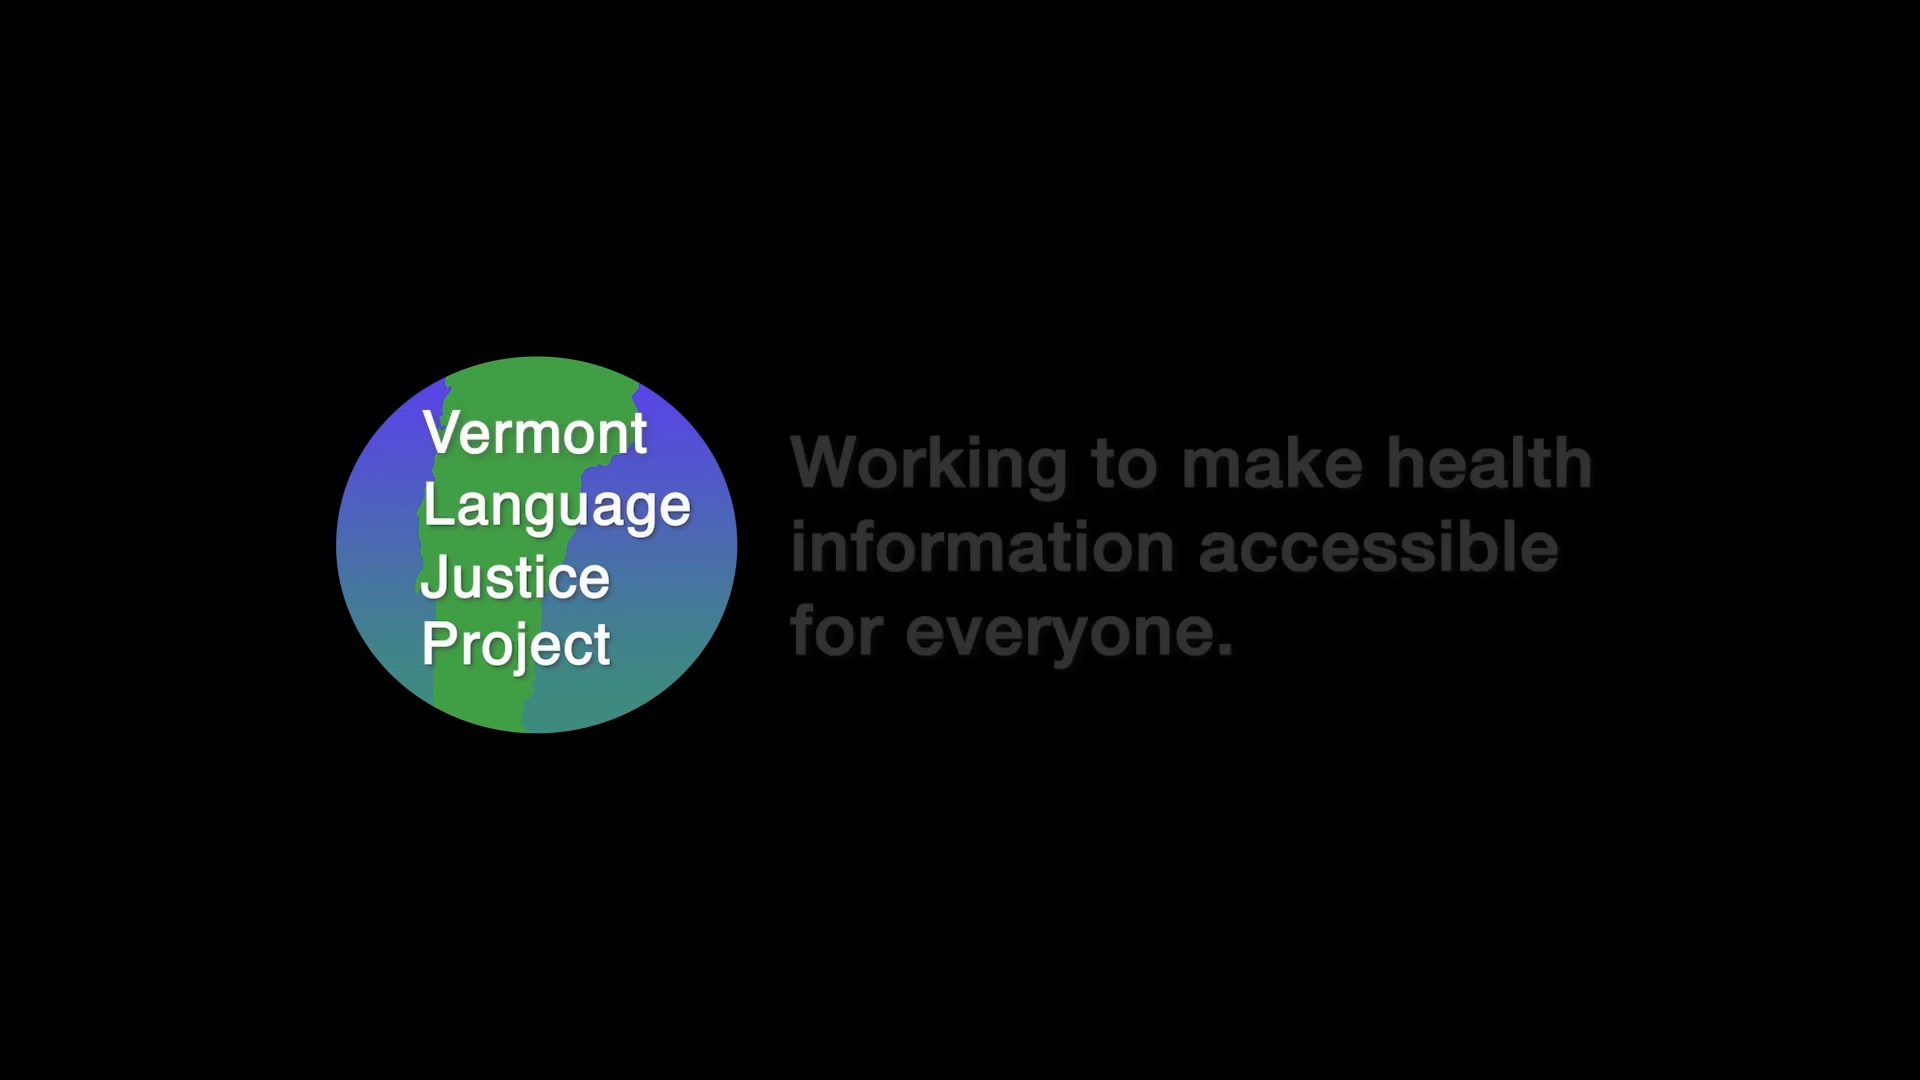 Vermont
Language
Justice
Project
Working to make health
information accessible
for everyone.